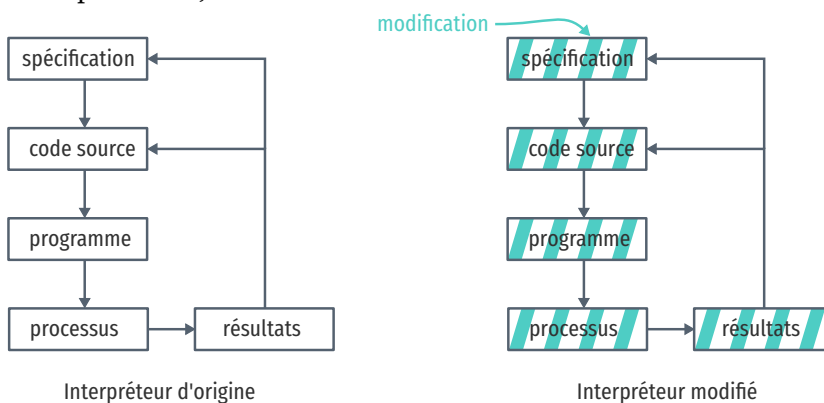 modification
spécification
code source
programme
processus
résultats
Interpréteur d'origine
spécification
code source
programme
processus
résultats
Interpréteur modifié